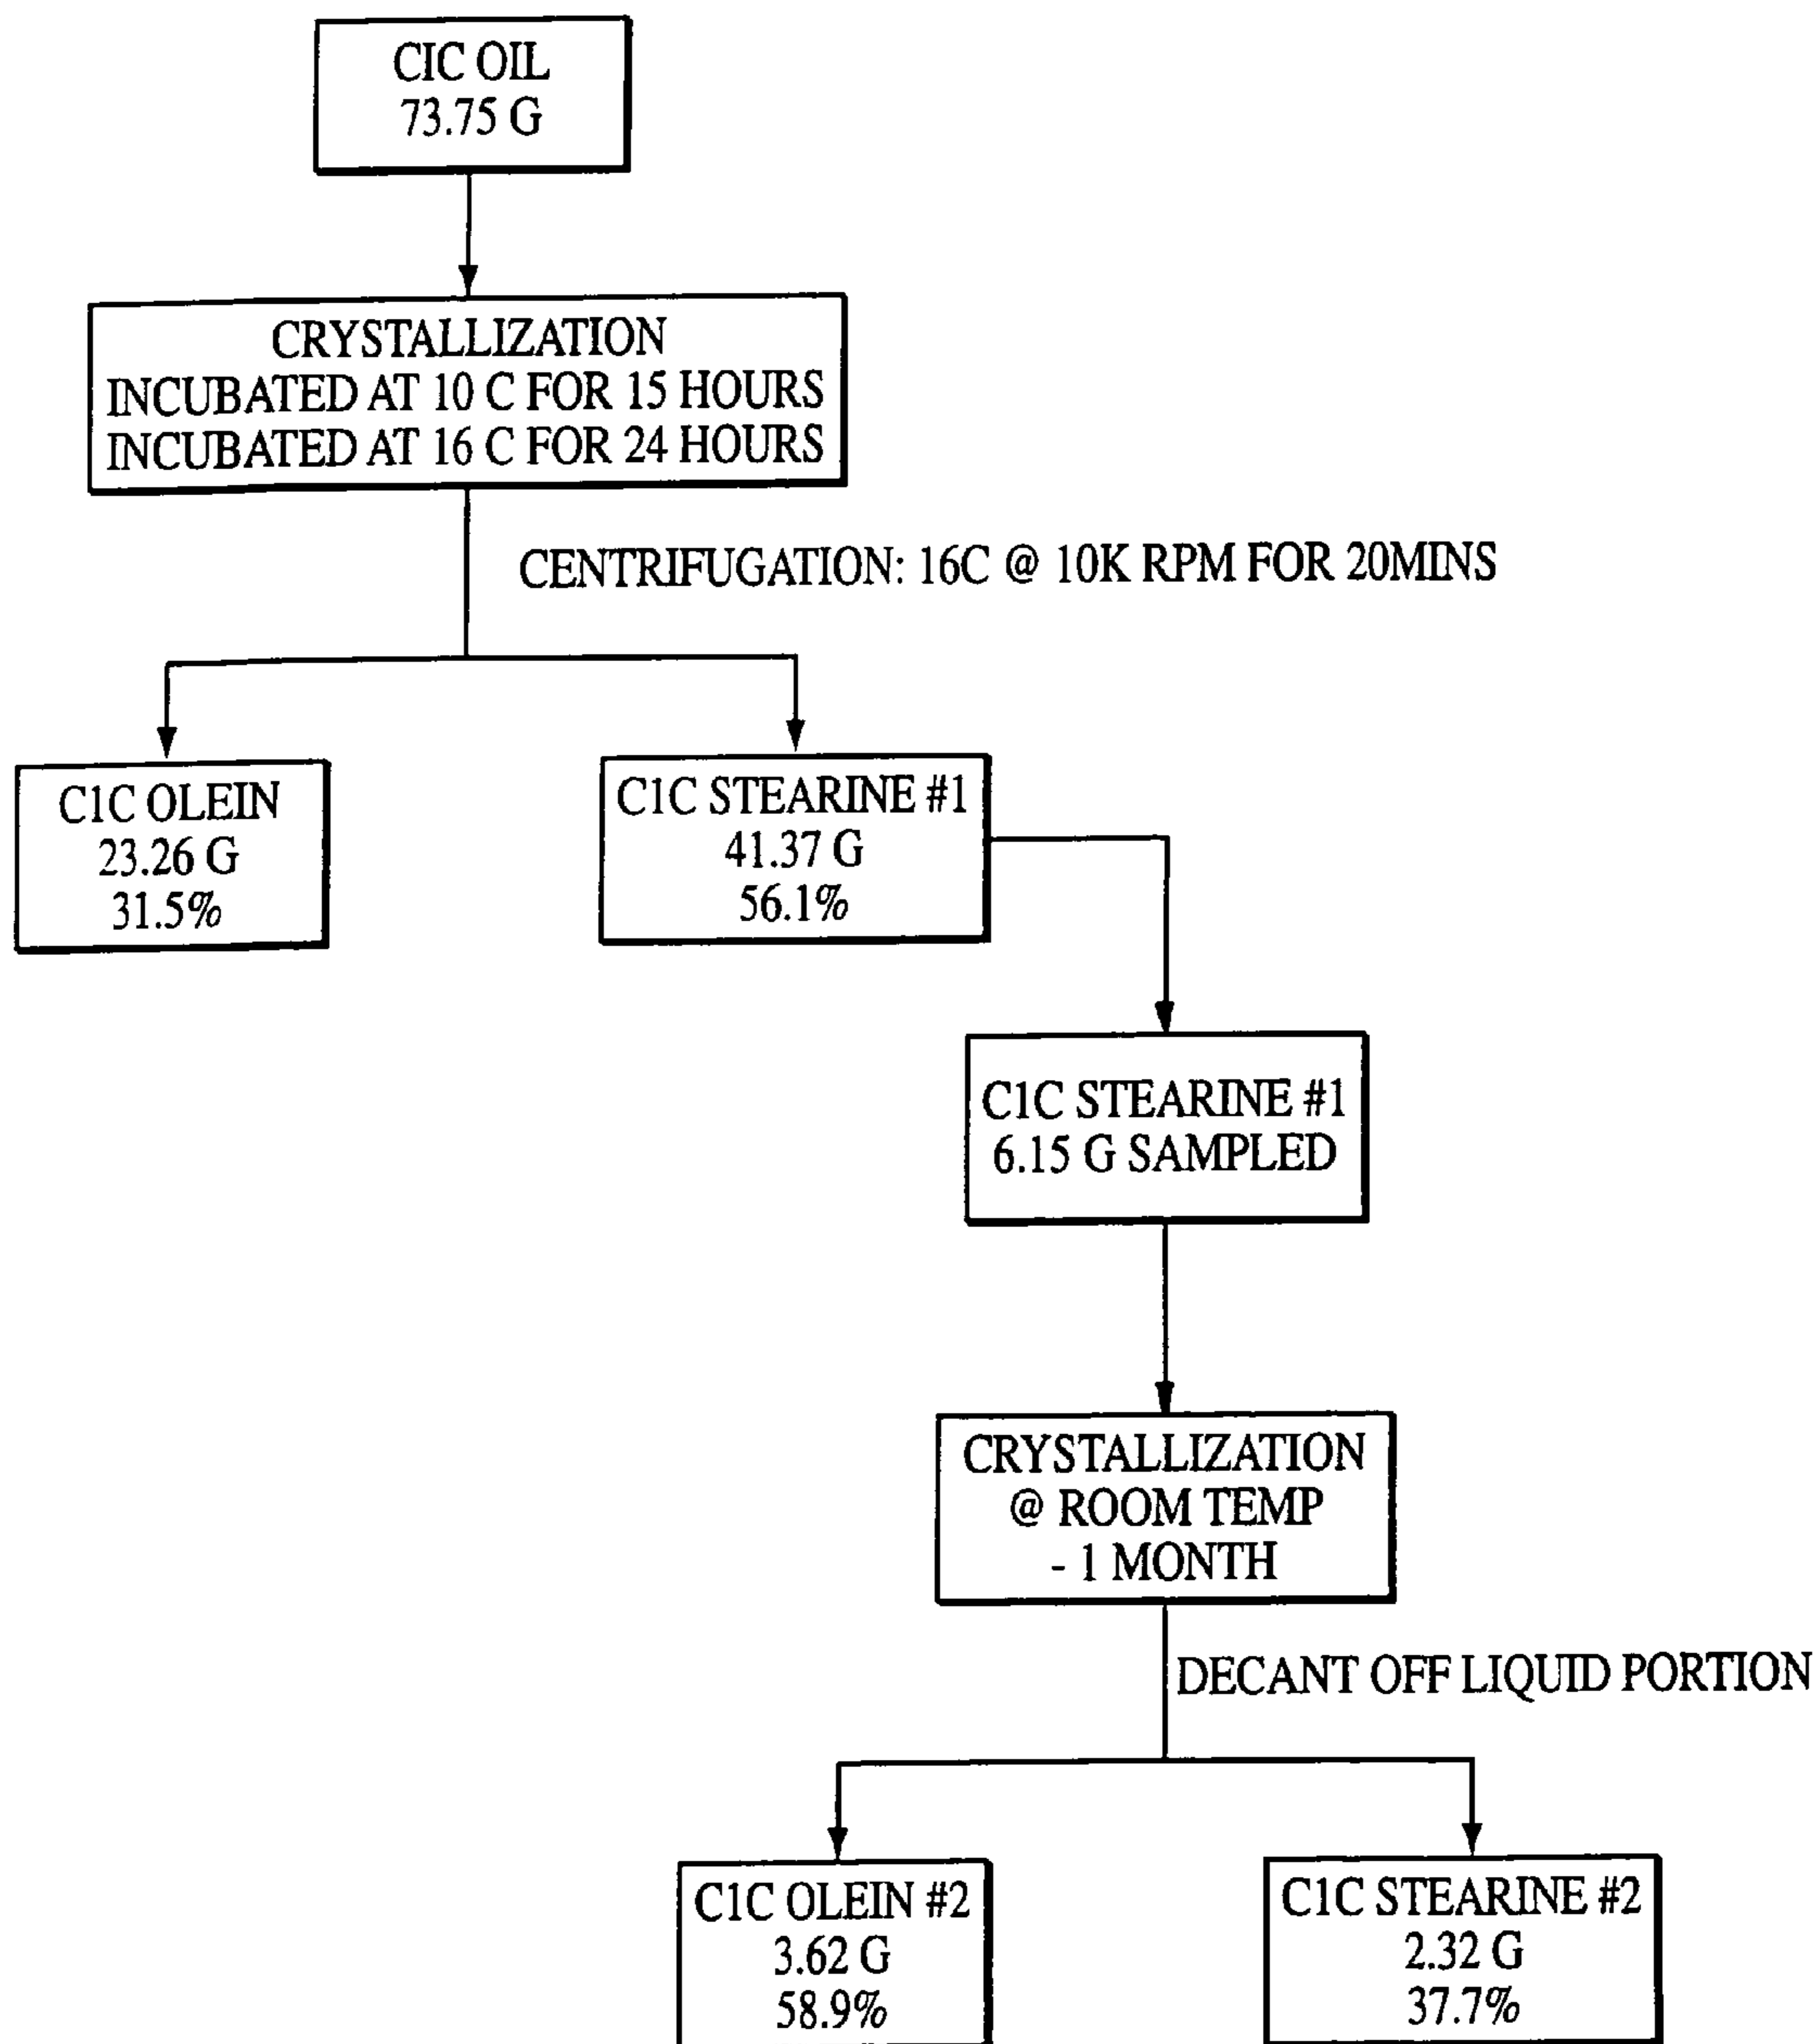 CIC OIL
73.75 G
CRYSTALLIZATION
INCUBATED AT 10 C FOR 15 HOURS
INCUBATED AT 16 C FOR 24 HOURS
CENTRIFUGATION: 16C @ 10K RPM FOR 20MINS
C1C OLEIN
23.26 G
31.5%
C1C STEARINE #1
41.37 G
56.1%
C1C STEARINE #1
6.15 G SAMPLED
CRYSTALLIZATION
@ ROOM TEMP
- 1 MONTH
DECANT OFF LIQUID PORTION
C1C OLEIN #2
3.62 G
58.9%
C1C STEARINE #2
2.32 G
37.7%